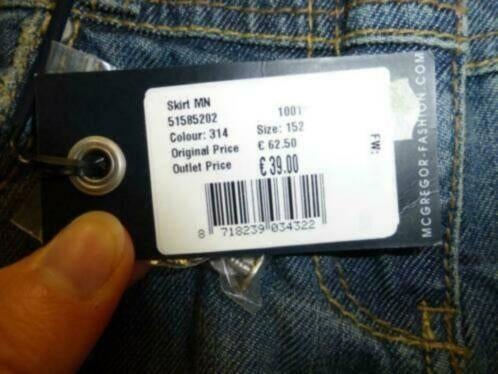 Skirt MN
51585202 1001
Colour: 314 Size: 152
Original Price € 62.50
Outlet Price € 39.00
8 718239 034322
FW:
MCGREGOR-FASHION.COM